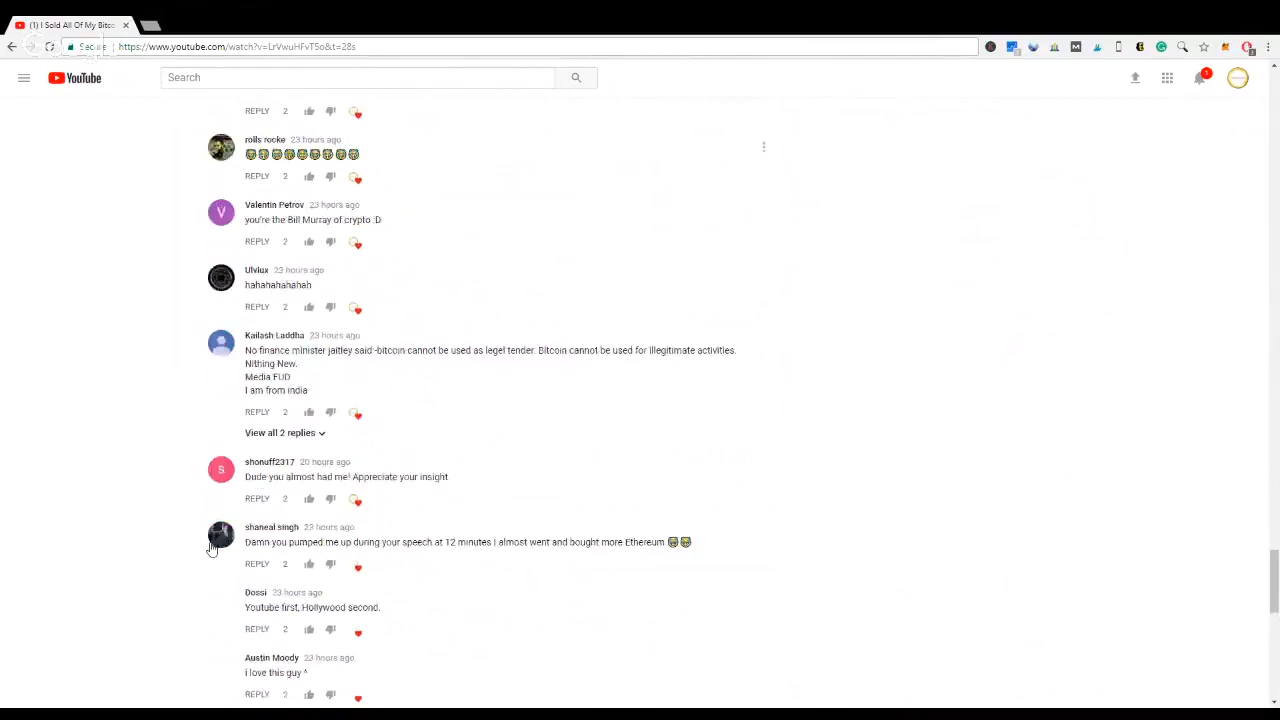 (1) I Sold All Of My Bitco
Secure https://www.youtube.com/watch?v=LrVwuHFvT5o&t=28s
YouTube
Search
1
REPLY 2
rolls rocke 23 hours ago
REPLY 2
V
Valentin Petrov 23 hours ago
you're the Bill Murray of crypto :D
REPLY 2
Ulviux 23 hours ago
hahahahahahah
REPLY 2
Kailash Laddha 23 hours ago
No finance minister jaitley said:-bitcoin cannot be used as legel tender. Bitcoin cannot be used for illegitimate activities.
Nithing New.
Media FUD
I am from india
REPLY 2
View all 2 replies
S.
shonuff2317 20 hours ago
Dude you almost had me! Appreciate your insight
REPLY 2
shaneal singh 23 hours ago
Damn you pumped me up during your speech at 12 minutes I almost went and bought more Ethereum
REPLY 2
Dossi 23 hours ago
Youtube first, Hollywood second.
REPLY 2
Austin Moody 23 hours ago
i love this guy ^
REPLY 2